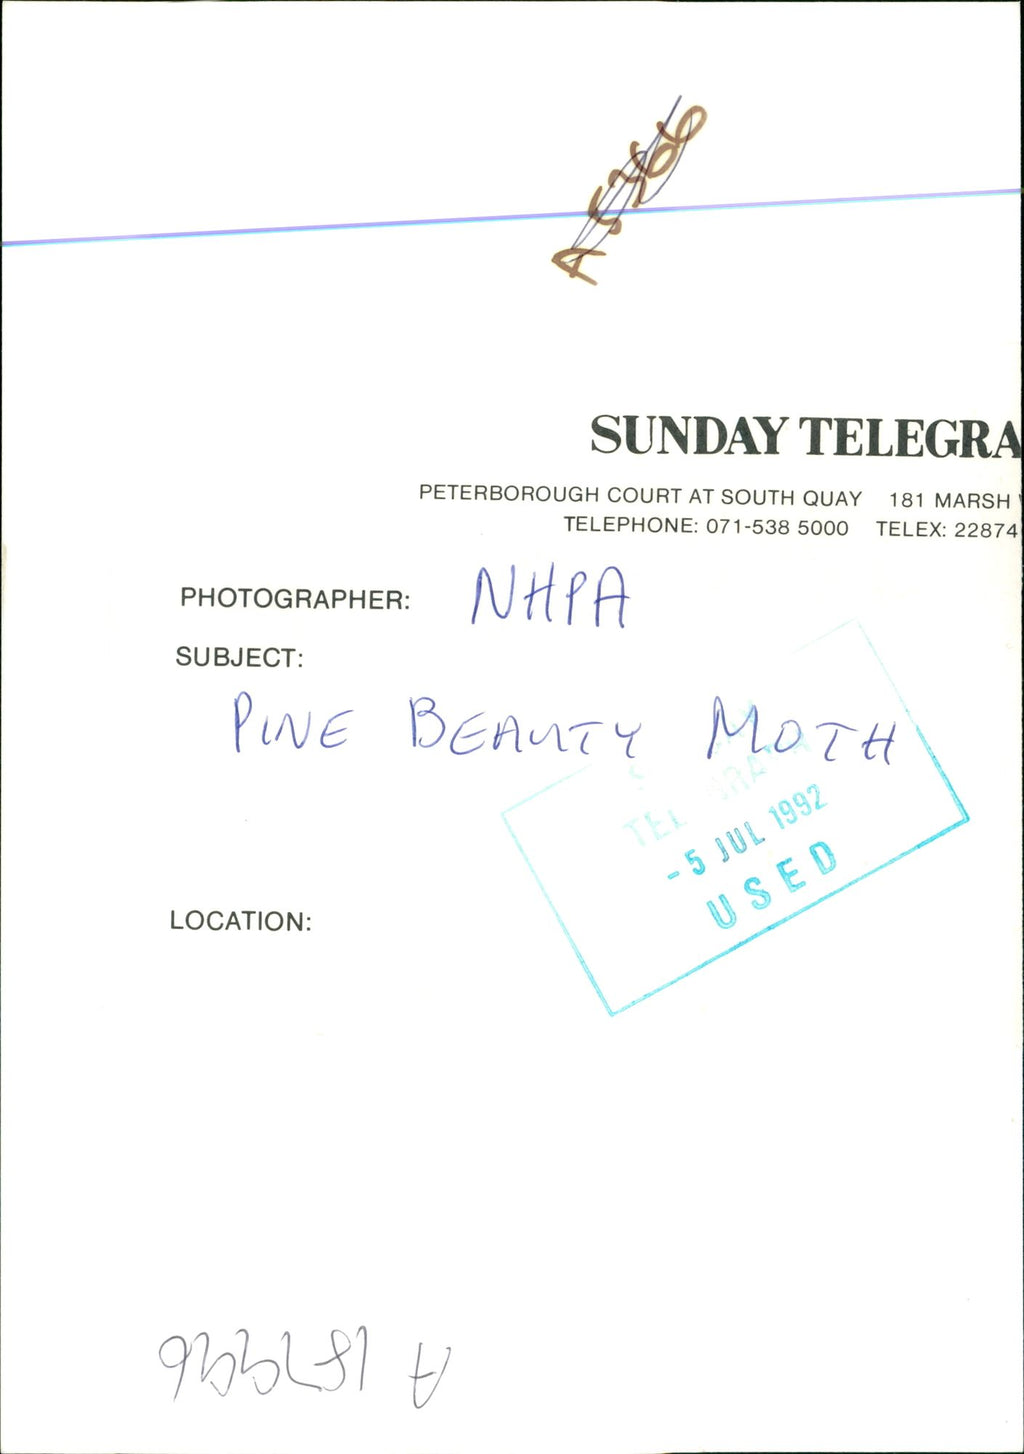 SUNDAY TELEGRA
PETERBOROUGH COURT AT SOUTH QUAY 181 MARSH
TELEPHONE: 071-538 5000 TELEX: 22874
PHOTOGRAPHER: NHPA
SUBJECT:
PINE BEAUTY MOTH
-5 JUL 1992
USED
LOCATION: